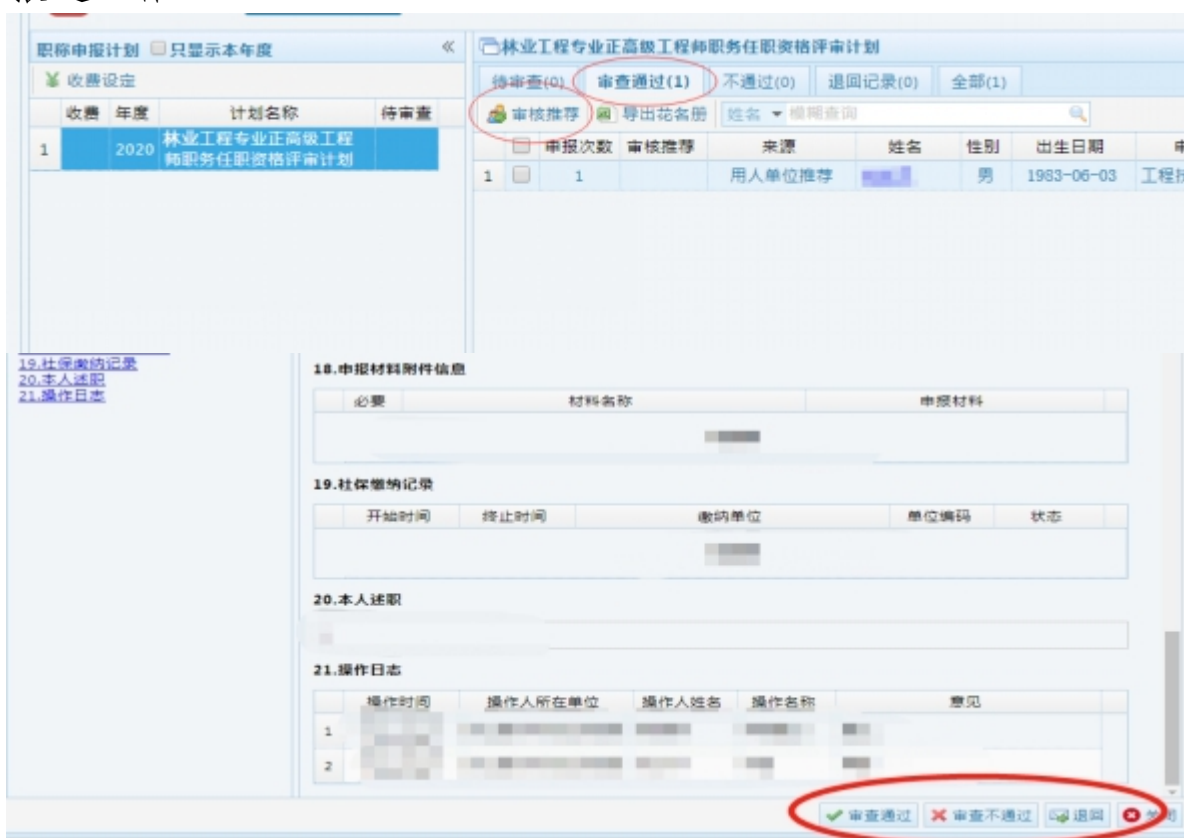 职称申报计划 只显示本年度 «
收费设定
收费 年度 计划名称 待审查
1 2020 林业工程专业正高级工程
师职务任职资格评审计划
林业工程专业正高级工程师职务任职资格评审计划
待审查(0) 审查通过(1) 不通过(0) 退回记录(0) 全部(1)
审核推荐 导出花名册 姓名 模糊查询
申报次数 审核推荐 来源 姓名 性别 出生日期
1 1 用人单位推荐 男 1983-06-03
19.社保缴纳记录
20.本人述职
21.操作日志
18.申报材料附件信息
必要 材料名称 申报材料
19.社保缴纳记录
开始时间 终止时间 缴纳单位 单位编码 状态
20.本人述职
21.操作日志
操作时间 操作人所在单位 操作人姓名 操作名称 意见
1
2
审查通过 审查不通过 退回 关闭